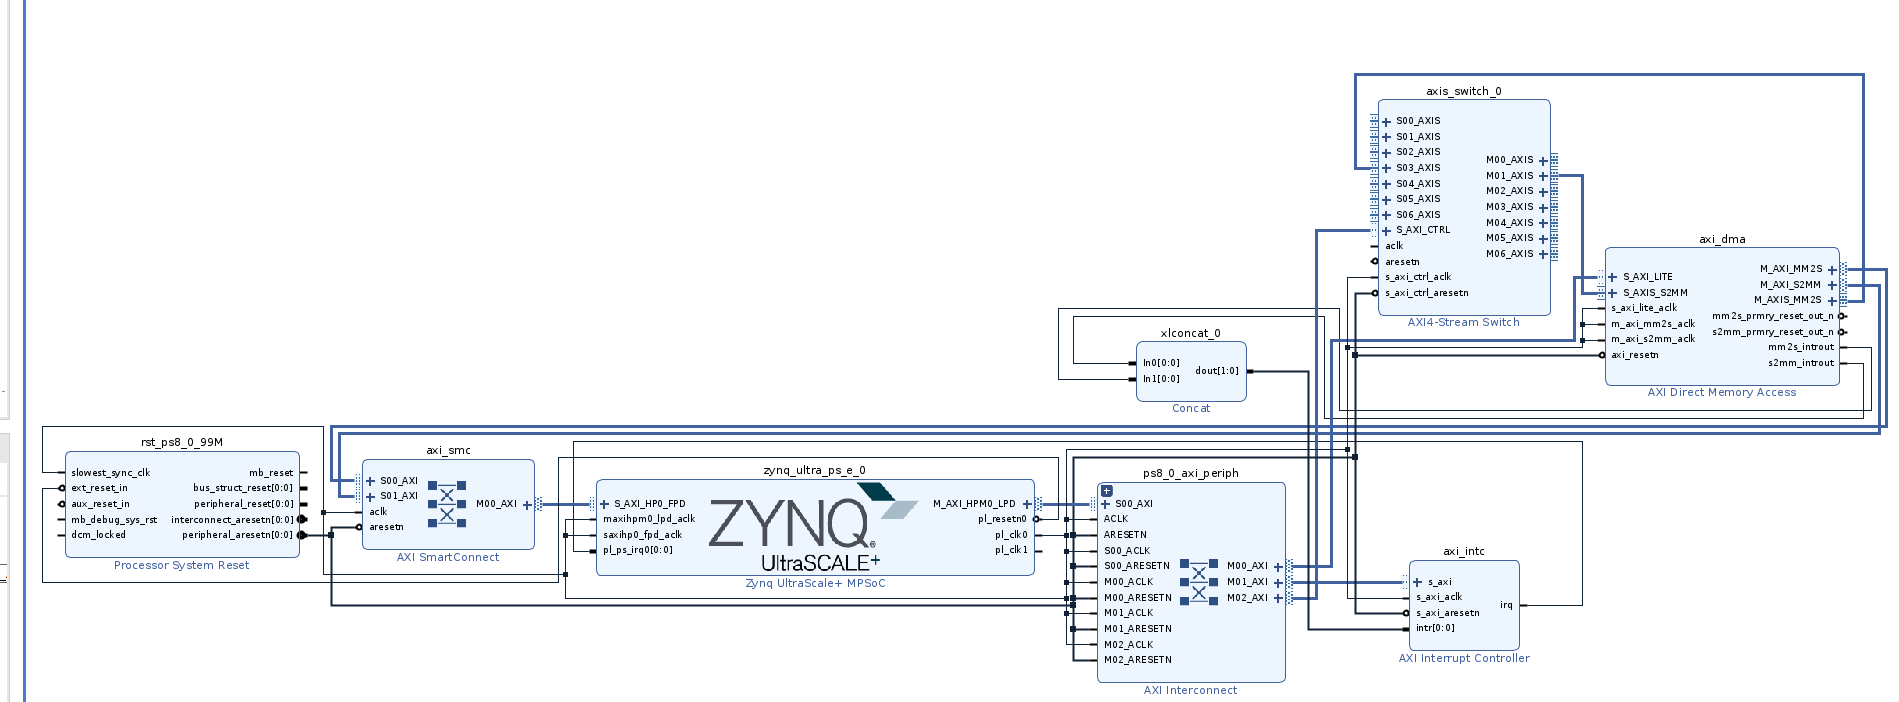 axis_switch_0
S00_AXIS
S01_AXIS
S02_AXIS
S03_AXIS
S04_AXIS
S05_AXIS
S06_AXIS
S_AXI_CTRL
aclk
aresetn
s_axi_ctrl_aclk
s_axi_ctrl_aresetn
M00_AXIS
M01_AXIS
M02_AXIS
M03_AXIS
M04_AXIS
M05_AXIS
M06_AXIS
AXI4-Stream Switch
axi_dma
S_AXI_LITE
S_AXIS_S2MM
s_axi_lite_aclk
m_axi_mm2s_aclk
m_axi_s2mm_aclk
axi_resetn
M_AXI_MM2S
M_AXI_S2MM
M_AXIS_MM2S
mm2s_prmry_reset_out_n
s2mm_prmry_reset_out_n
mm2s_introut
s2mm_introut
AXI Direct Memory Access
xlconcat_0
In0[0:0]
In1[0:0]
dout[1:0]
Concat
rst_ps8_0_99M
slowest_sync_clk
ext_reset_in
aux_reset_in
mb_debug_sys_rst
dcm_locked
mb_reset
bus_struct_reset[0:0]
peripheral_reset[0:0]
interconnect_aresetn[0:0]
peripheral_aresetn[0:0]
Processor System Reset
axi_smc
S00_AXI
S01_AXI
aclk
aresetn
M00_AXI
AXI SmartConnect
zynq_ultra_ps_e_0
S_AXI_HP0_FPD
maxihpm0_lpd_aclk
saxihp0_fpd_aclk
pl_ps_irq0[0:0]
ZYNQ®
UltraSCALE+
M_AXI_HPM0_LPD
pl_resetn0
pl_clk0
pl_clk1
Zynq UltraScale+ MPSoC
ps8_0_axi_periph
S00_AXI
ACLK
ARESETN
S00_ACLK
S00_ARESETN
M00_ACLK
M00_ARESETN
M01_ACLK
M01_ARESETN
M02_ACLK
M02_ARESETN
M00_AXI
M01_AXI
M02_AXI
AXI Interconnect
axi_intc
s_axi
s_axi_aclk
s_axi_aresetn
intr[0:0]
irq
AXI Interrupt Controller